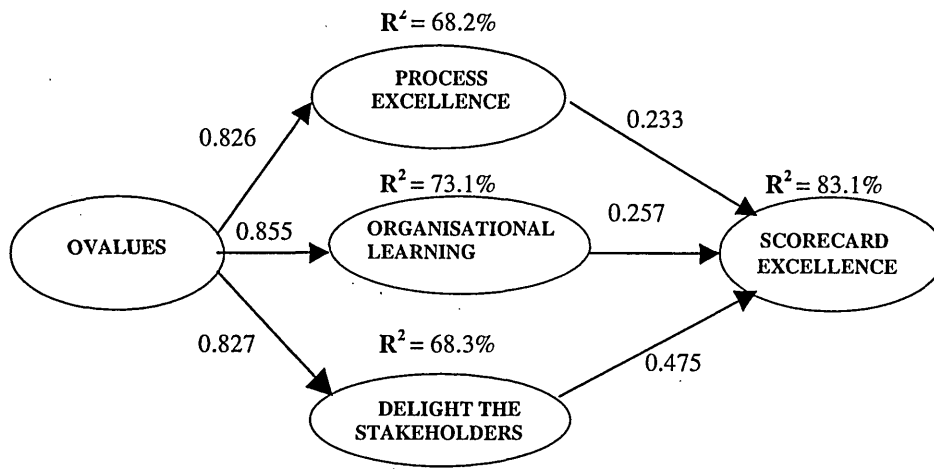 R² = 68.2%
PROCESS
EXCELLENCE
0.826
0.233
R² = 73.1%
R² = 83.1%
OVALUES
0.855
ORGANISATIONAL
LEARNING
0.257
SCORECARD
EXCELLENCE
0.827
R² = 68.3%
0.475
DELIGHT THE
STAKEHOLDERS